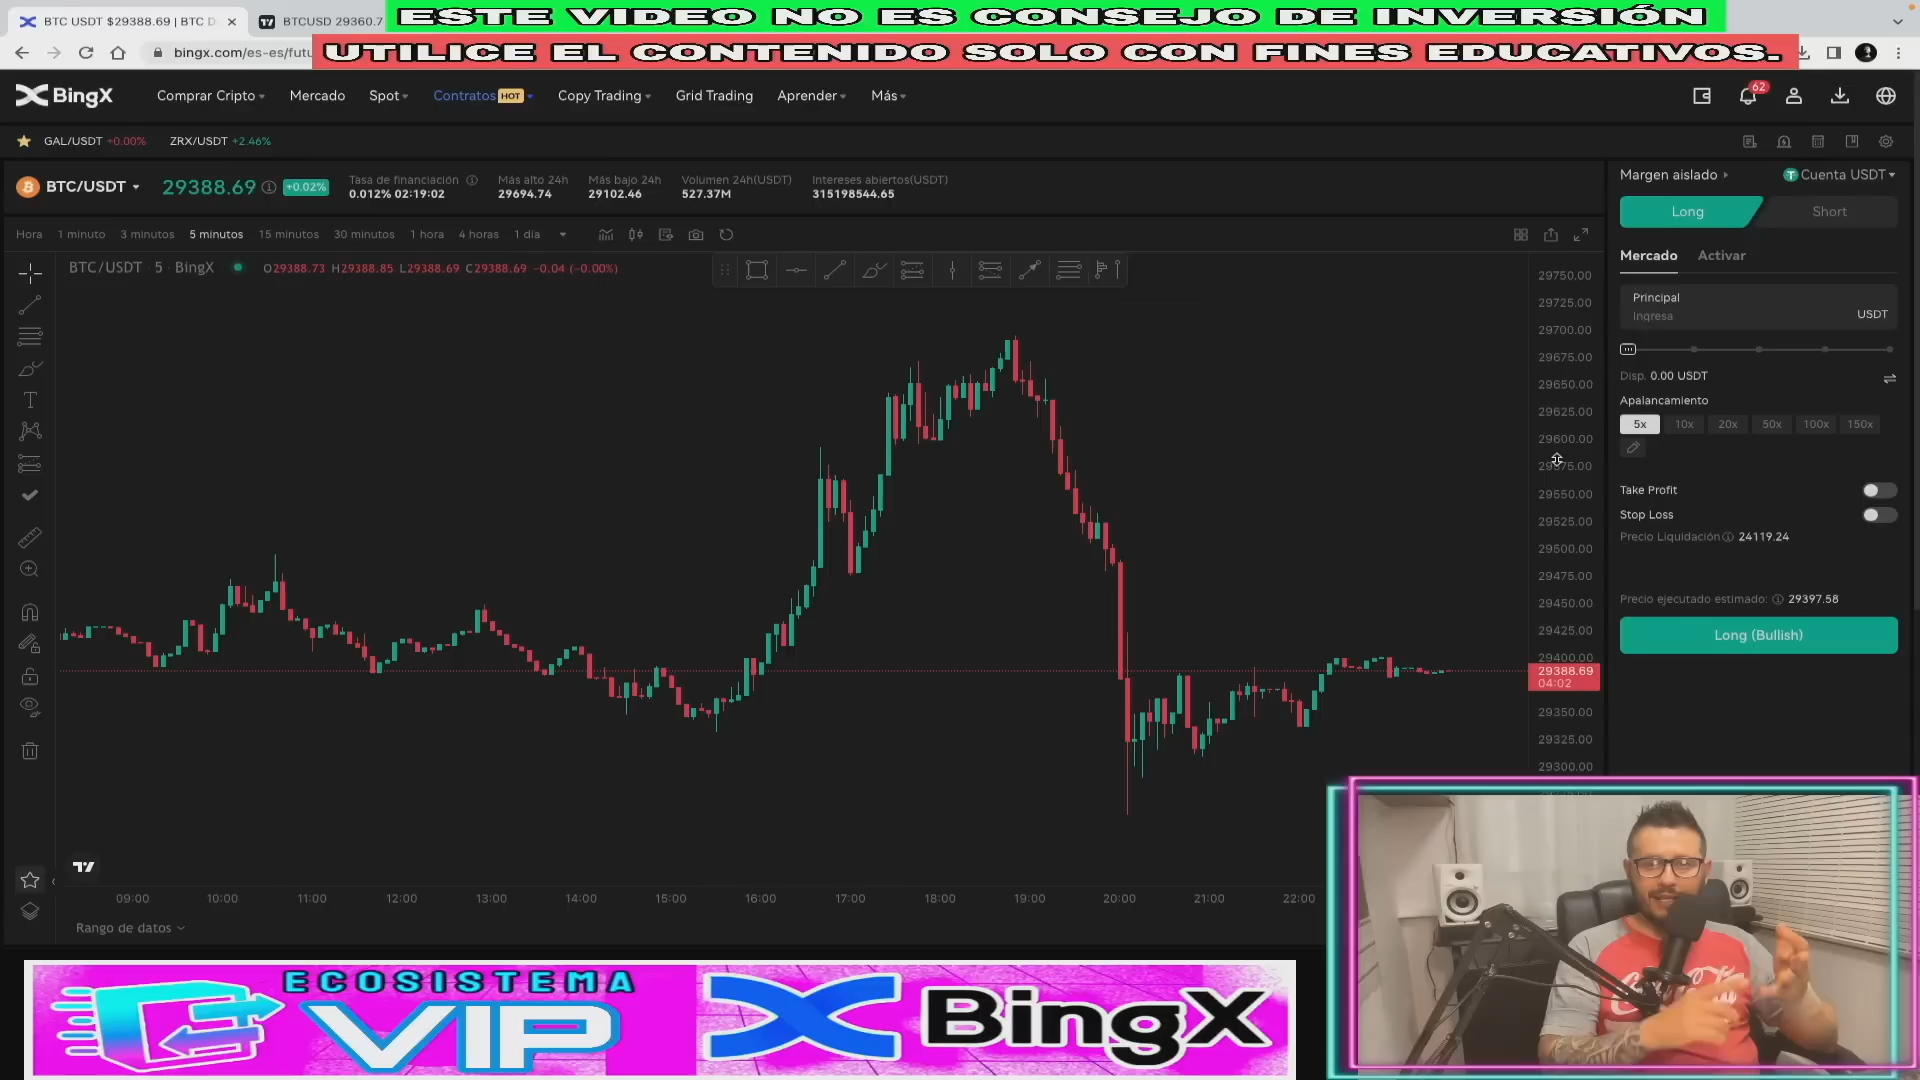 BTC USDT $29388.69 | BTC D
BTCUSD 29360.7
ESTE VIDEO NO ES CONSEJO DE INVERSIÓN
bingx.com/es-es/futu
UTILICE EL CONTENIDO SOLO CON FINES EDUCATIVOS.
BingX
Comprar Cripto
Mercado
Spot
Contratos HOT
Copy Trading
Grid Trading
Aprender
Más
62
GAL/USDT +0.00%
ZRX/USDT +2.46%
BTC/USDT
29388.69
+0.02%
Tasa de financiación
0.012% 02:19:02
Más alto 24h
29694.74
Más bajo 24h
29102.46
Volumen 24h(USDT)
527.37M
Intereses abiertos(USDT)
315198544.65
Margen aislado
Cuenta USDT
Long
Short
Hora
1 minuto
3 minutos
5 minutos
15 minutos
30 minutos
1 hora
4 horas
1 día
BTC/USDT · 5 · BingX
O29388.73 H29388.85 L29388.69 C29388.69 -0.04 (-0.00%)
Mercado
Activar
Principal
Ingresa
USDT
Disp. 0.00 USDT
Apalancamiento
5x
10x
20x
50x
100x
150x
Take Profit
Stop Loss
Precio Liquidación 24119.24
Precio ejecutado estimado: 29397.58
Long (Bullish)
29750.00
29725.00
29700.00
29675.00
29650.00
29625.00
29600.00
29575.00
29550.00
29525.00
29500.00
29475.00
29450.00
29425.00
29400.00
29388.69
04:02
29350.00
29325.00
29300.00
09:00
10:00
11:00
12:00
13:00
14:00
15:00
16:00
17:00
18:00
19:00
20:00
21:00
22:00
Rango de datos
ECOSISTEMA
VIP
BingX